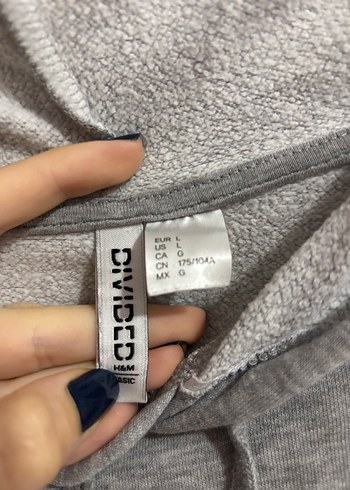 DIVIDED
H&M
BASIC
EUR L
US L
CA G
CN 175/104A
MX G